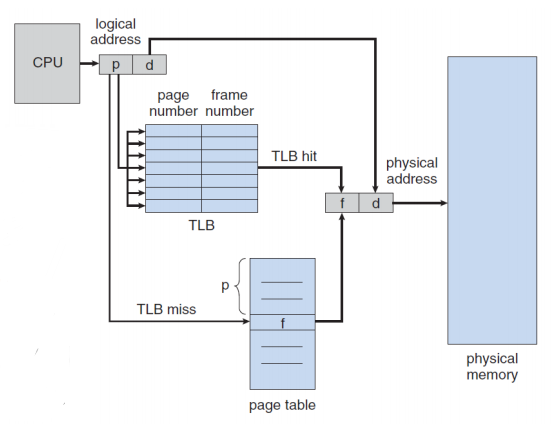 logical
address
CPU
p d
page frame
number number
TLB hit
physical
address
f d
TLB
p
TLB miss
f
physical
memory
page table